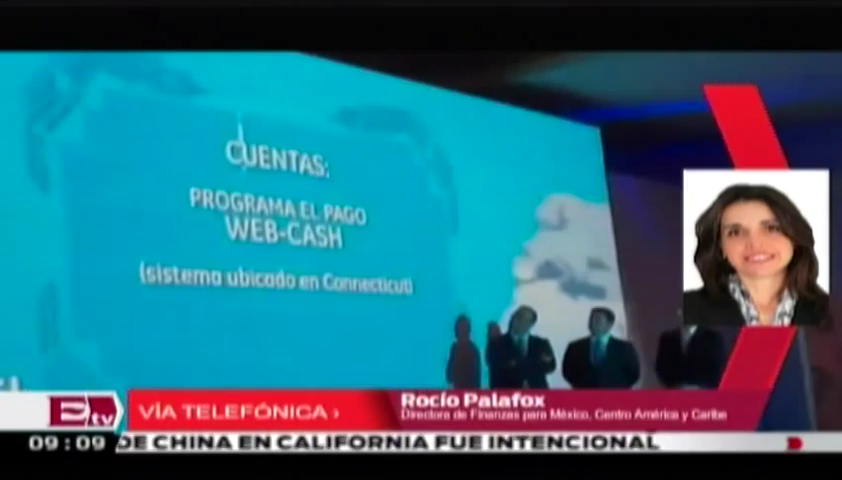 CUENTAS:
PROGRAMA EL PAGO
WEB-CASH
(sistema ubicado en Connecticut)
tv
VÍA TELEFÓNICA ›
Rocío Palafox
Directora de Finanzas para México, Centro América y Caribe
09:09
DE CHINA EN CALIFORNIA FUE INTENCIONAL